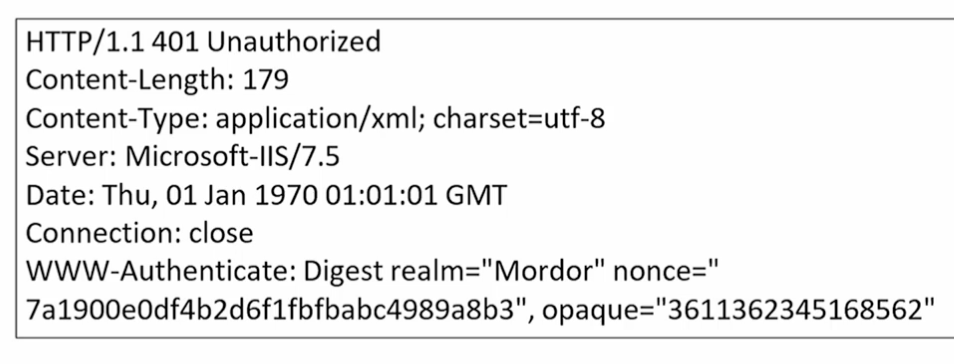 HTTP/1.1 401 Unauthorized
Content-Length: 179
Content-Type: application/xml; charset=utf-8
Server: Microsoft-IIS/7.5
Date: Thu, 01 Jan 1970 01:01:01 GMT
Connection: close
WWW-Authenticate: Digest realm="Mordor" nonce="
7a1900e0df4b2d6f1fbfbabc4989a8b3", opaque="3611362345168562"